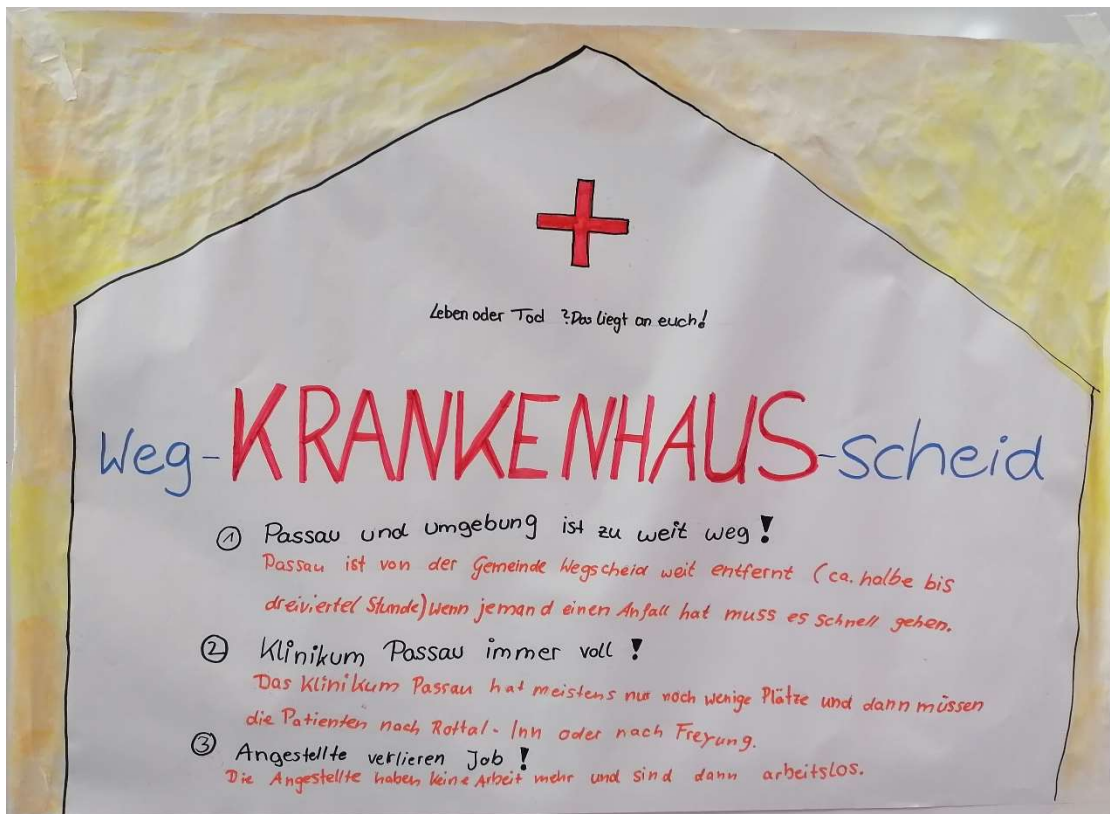 Leben oder Tod ? Das liegt an euch!
Weg-KRANKENHAUS-scheid
① Passau und umgebung ist zu weit weg!
Passau ist von der Gemeinde Wegscheid weit entfernt (ca. halbe bis
dreiviertel Stunde) wenn jemand einen Anfall hat muss es schnell gehen.
② Klinikum Passau immer voll!
Das Klinikum Passau hat meistens nur noch wenige Plätze und dann müssen
die Patienten nach Rottal-Inn oder nach Freyung.
③ Angestellte verlieren Job!
Die Angestellte haben keine Arbeit mehr und sind dann arbeitslos.